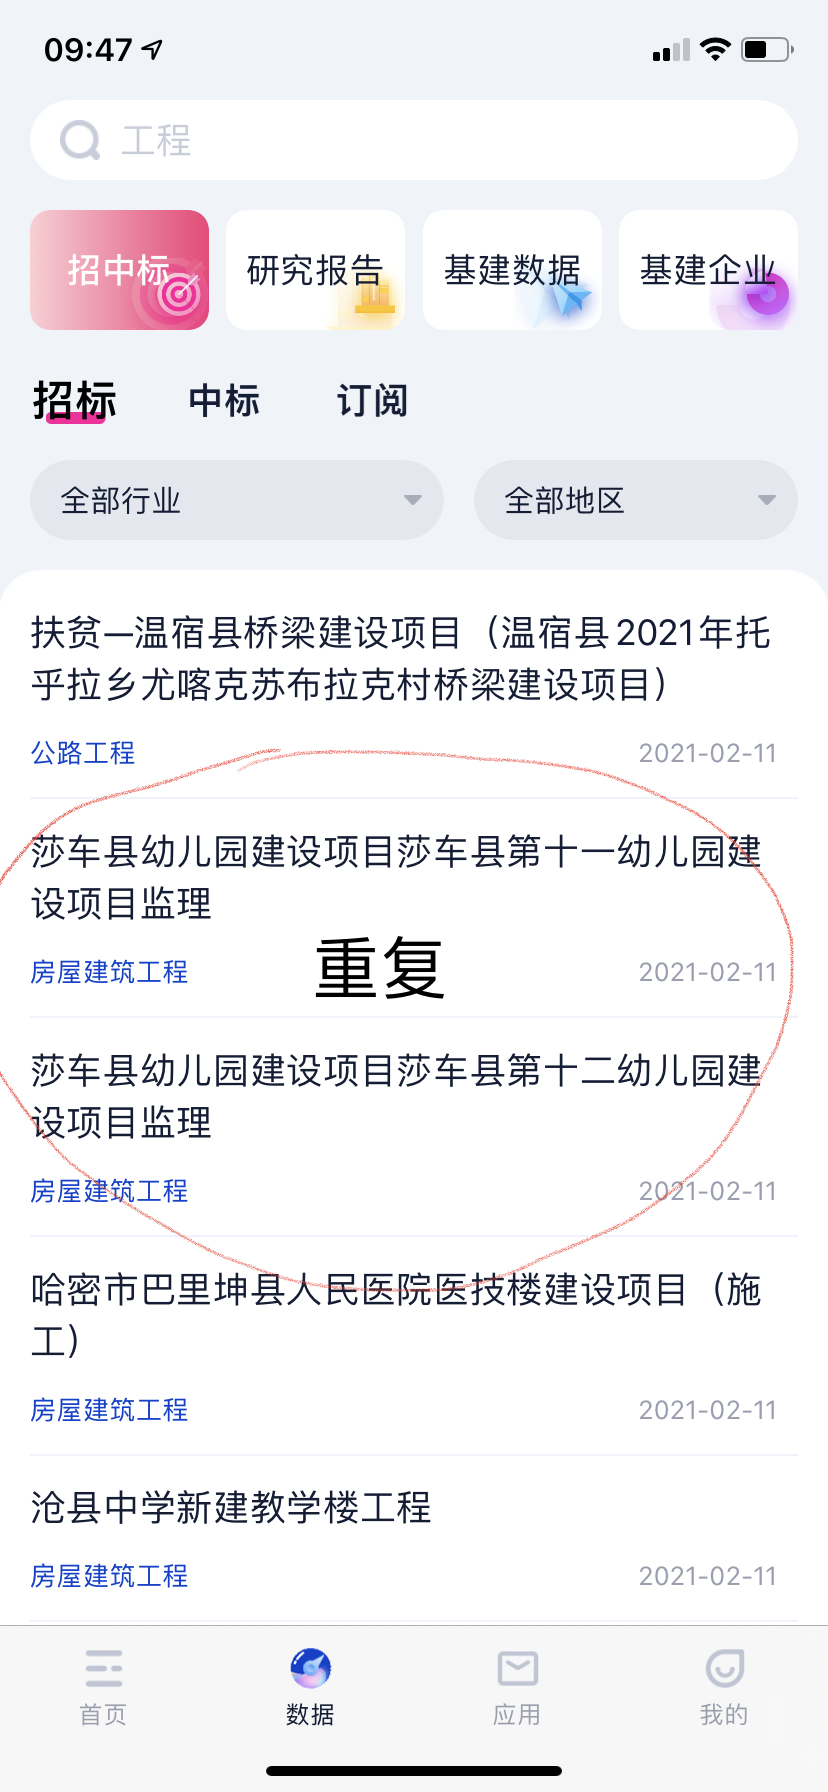 09:47
工程
招中标
研究报告
基建数据
基建企业
招标
中标
订阅
全部行业
全部地区
扶贫—温宿县桥梁建设项目（温宿县2021年托
乎拉乡尤喀克苏布拉克村桥梁建设项目）
公路工程
2021-02-11
莎车县幼儿园建设项目莎车县第十一幼儿园建
设项目监理
重复
房屋建筑工程
2021-02-11
莎车县幼儿园建设项目莎车县第十二幼儿园建
设项目监理
房屋建筑工程
2021-02-11
哈密市巴里坤县人民医院医技楼建设项目（施
工）
房屋建筑工程
2021-02-11
沧县中学新建教学楼工程
房屋建筑工程
2021-02-11
首页
数据
应用
我的